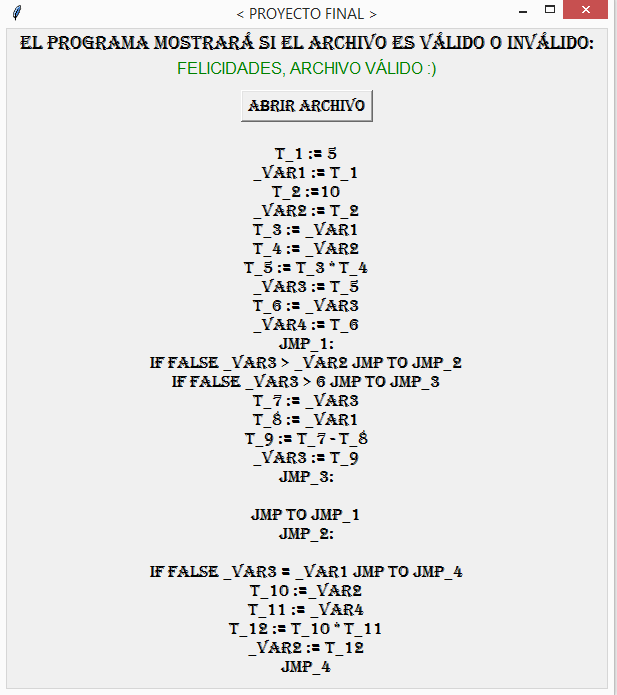 < PROYECTO FINAL >
EL PROGRAMA MOSTRARÁ SI EL ARCHIVO ES VÁLIDO O INVÁLIDO:
FELICIDADES, ARCHIVO VÁLIDO :)
ABRIR ARCHIVO
T_1 := 5
_VAR1 := T_1
T_2 :=10
_VAR2 := T_2
T_3 := _VAR1
T_4 := _VAR2
T_5 := T_3 * T_4
_VAR3 := T_5
T_6 := _VAR3
_VAR4 := T_6
JMP_1:
IF FALSE _VAR3 > _VAR2 JMP TO JMP_2
IF FALSE _VAR3 > 6 JMP TO JMP_3
T_7 := _VAR3
T_8 := _VAR1
T_9 := T_7 - T_8
_VAR3 := T_9
JMP_3:
JMP TO JMP_1
JMP_2:
IF FALSE _VAR3 = _VAR1 JMP TO JMP_4
T_10 :=_VAR2
T_11 := _VAR4
T_12 := T_10 * T_11
_VAR2 := T_12
JMP_4